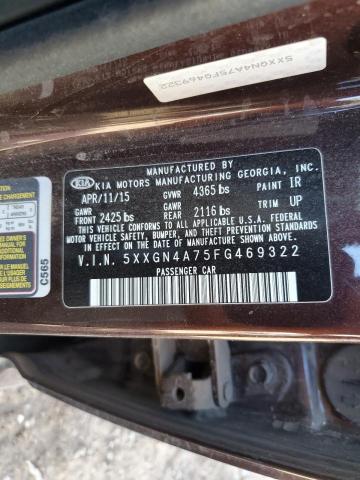 5XXGN4A75FG469322
MANUFACTURED BY
KIA KIA MOTORS MANUFACTURING GEORGIA, INC.
APR/11/15 GVWR 4365 lbs PAINT IR
GAWR FRONT 2425 lbs GAWR REAR 2116 lbs TRIM UP
THIS VEHICLE CONFORMS TO ALL APPLICABLE U.S.A. FEDERAL
MOTOR VEHICLE SAFETY, BUMPER, AND THEFT PREVENTION
STANDARDS IN EFFECT ON THE DATE OF MANUFACTURE SHOWN ABOVE.
V.I.N. 5XXGN4A75FG469322
PASSENGER CAR
C565